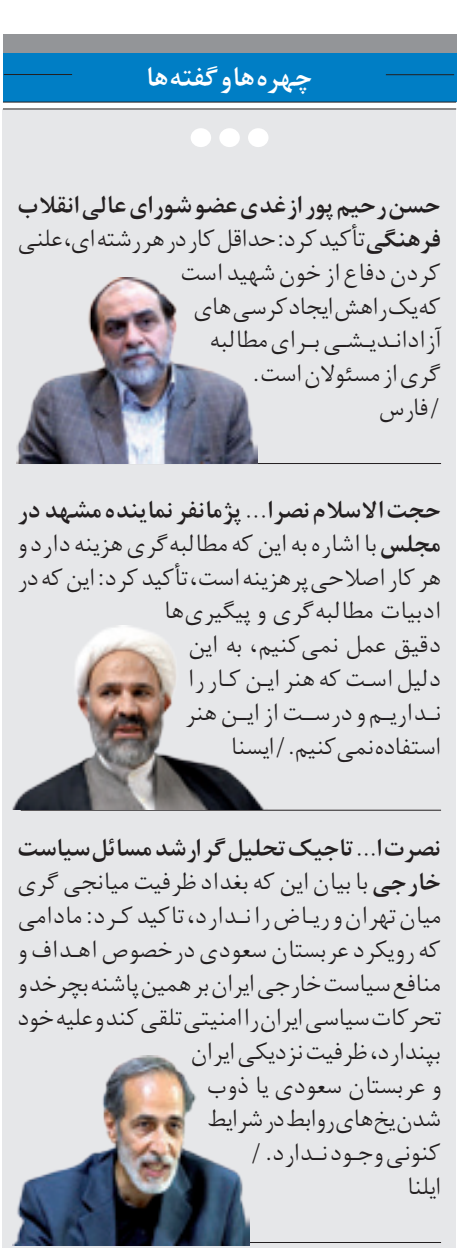 چهره‌ها و گفته‌ها
حسن رحیم پور ازغدی عضو شورای عالی انقلاب
فرهنگی تأکید کرد: حداقل کار در هر رشته ای، علنی
کردن دفاع از خون شهید است
که یک راهش ایجاد کرسی های
آزاداندیشی برای مطالبه
گری از مسئولان است.
/فارس
حجت الاسلام نصرا... پژمانفر نماینده مشهد در
مجلس با اشاره به این که مطالبه گری هزینه دارد و
هر کار اصلاحی پرهزینه است، تأکید کرد: این که در
ادبیات مطالبه گری و پیگیری‌ها
دقیق عمل نمی کنیم، به این
دلیل است که هنر این کار را
نداریم و درست از این هنر
استفاده نمی کنیم. /ایسنا
نصرت ا... تاجیک تحلیل گر ارشد مسائل سیاست
خارجی با بیان این که بغداد ظرفیت میانجی گری
میان تهران و ریاض را ندارد، تاکید کرد: مادامی
که رویکرد عربستان سعودی درخصوص اهداف و
منافع سیاست خارجی ایران بر همین پاشنه بچرخد و
تحرکات سیاسی ایران را امنیتی تلقی کند و علیه خود
بپندارد، ظرفیت نزدیکی ایران
و عربستان سعودی یا ذوب
شدن یخ های روابط در شرایط
کنونی وجود ندارد. /
ایلنا